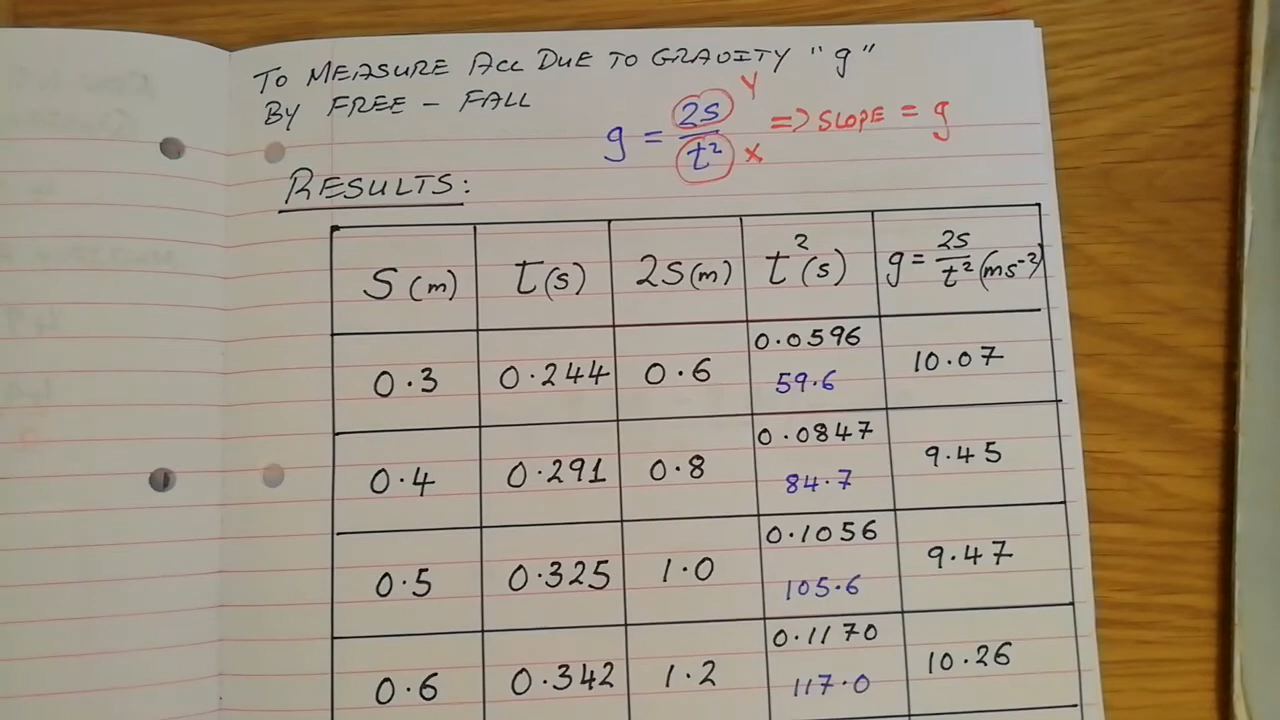 TO MEASURE ACC DUE TO GRAVITY "g"
BY FREE - FALL
g = 2s/t² Y X => SLOPE = g
RESULTS:
S (m) t (s) 2S (m) t² (s) g = 2s/t² (ms⁻²)
0.3 0.244 0.6 0.0596 10.07
59.6
0.4 0.291 0.8 0.0847 9.45
84.7
0.5 0.325 1.0 0.1056 9.47
105.6
0.6 0.342 1.2 0.1170 10.26
117.0